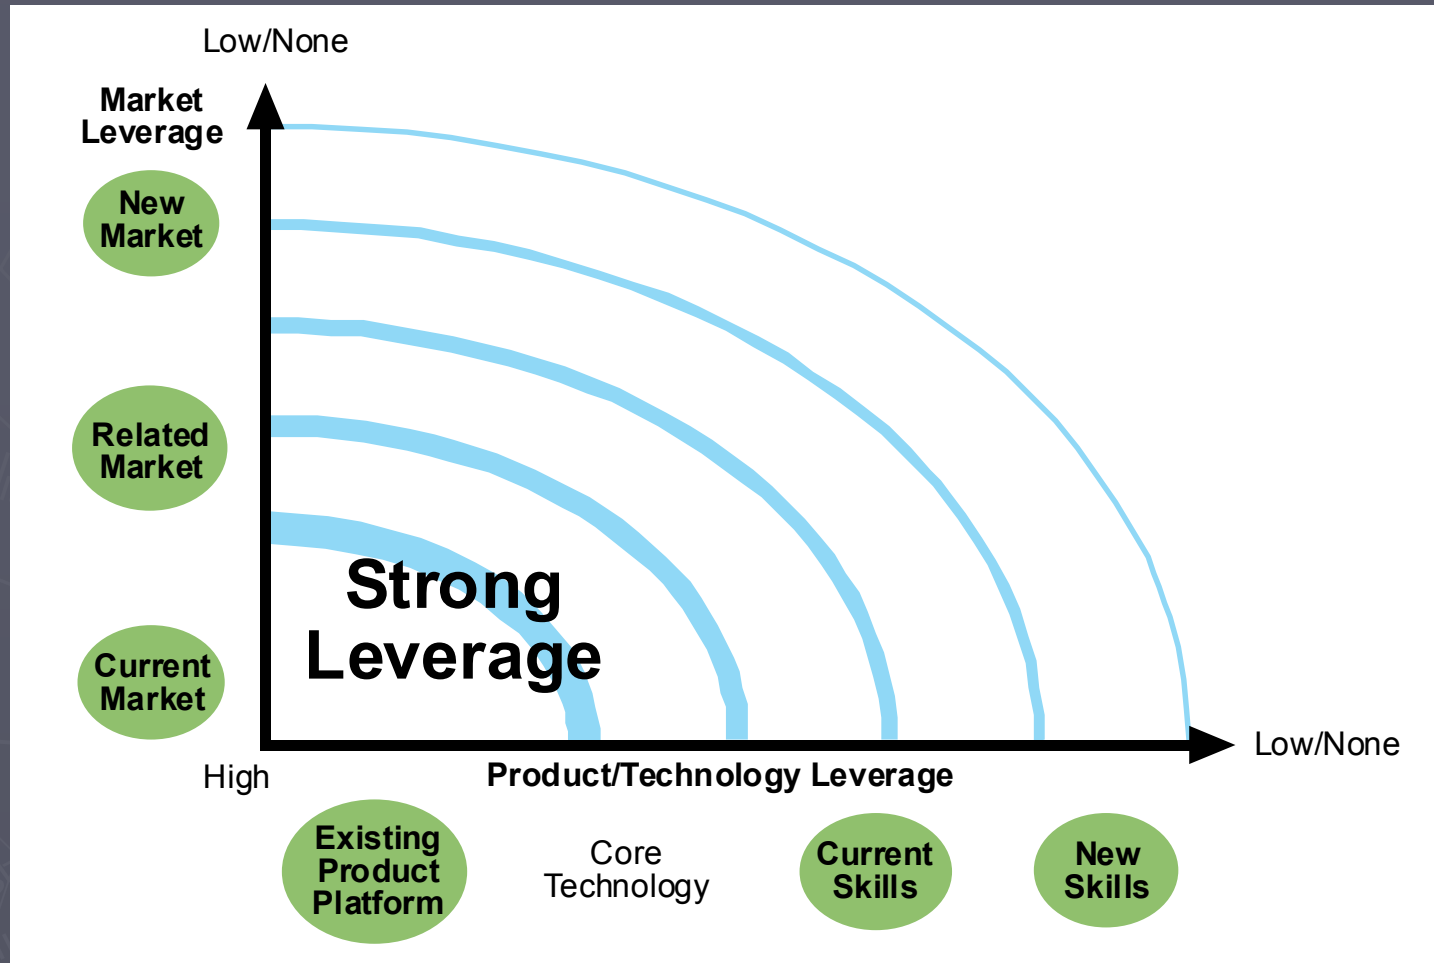 Low/None
Market
Leverage
New
Market
Related
Market
Strong
Leverage
Current
Market
Low/None
High
Product/Technology Leverage
Existing
Product
Platform
Core
Technology
Current
Skills
New
Skills